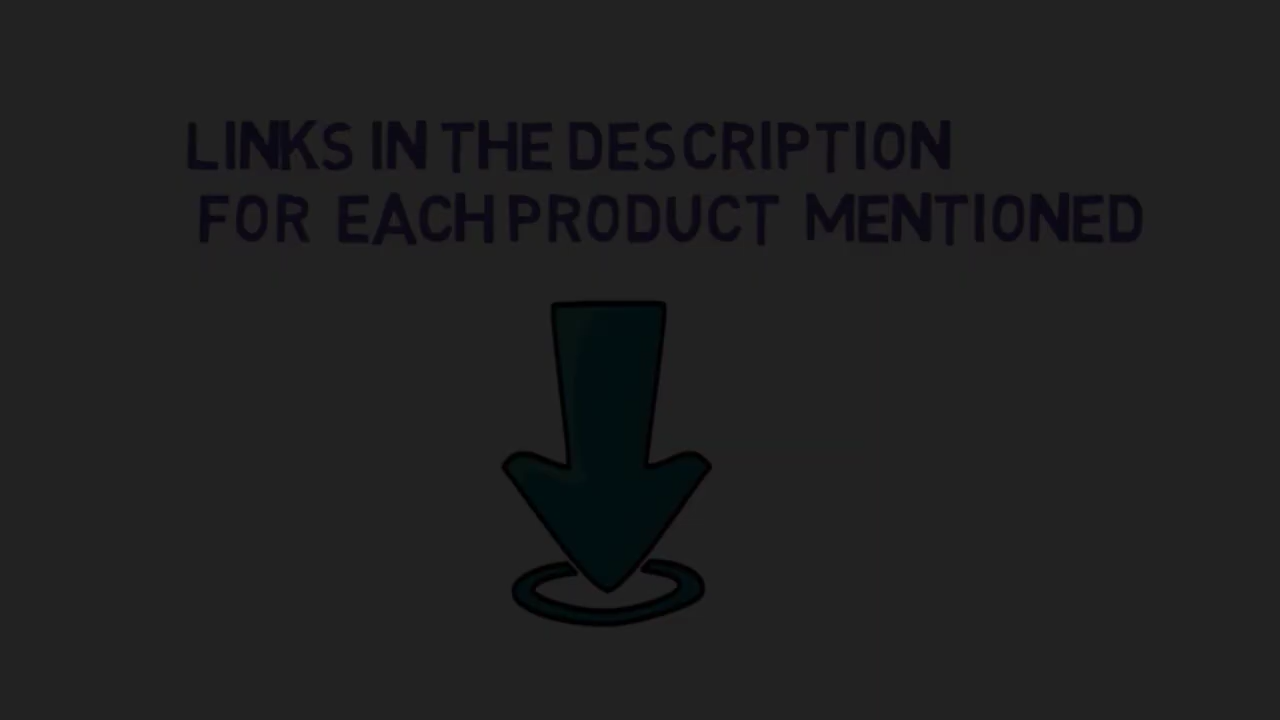 LINKS IN THE DESCRIPTION
FOR EACH PRODUCT MENTIONED